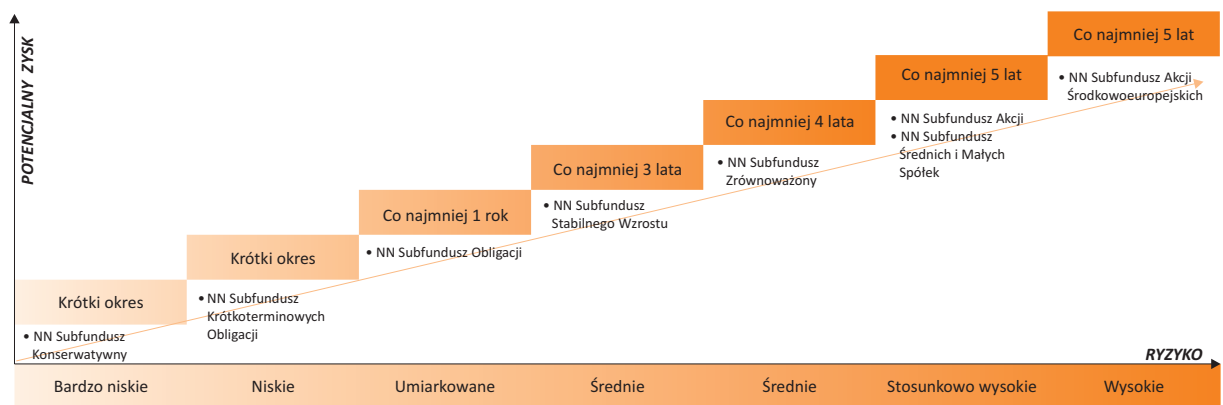 POTENCJALNY ZYSK
Co najmniej 5 lat
• NN Subfundusz Akcji
Środkowoeuropejskich
Co najmniej 5 lat
• NN Subfundusz Akcji
• NN Subfundusz
Średnich i Małych
Spółek
Co najmniej 4 lata
• NN Subfundusz
Zrównoważony
Co najmniej 3 lata
• NN Subfundusz
Stabilnego Wzrostu
Co najmniej 1 rok
• NN Subfundusz Obligacji
Krótki okres
• NN Subfundusz
Krótkoterminowych
Obligacji
Krótki okres
• NN Subfundusz
Konserwatywny
RYZYKO
Bardzo niskie
Niskie
Umiarkowane
Średnie
Średnie
Stosunkowo wysokie
Wysokie